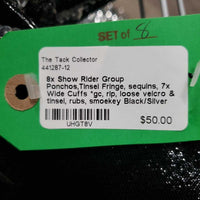 SET of 8
The Tack Collector
441287-12
8x Show Rider Group
Ponchos,Tinsel Fringe, sequins, 7x
Wide Cuffs *gc, rip, loose velcro &
tinsel, rubs, smokey Black/Silver
$50.00
UHGT8V